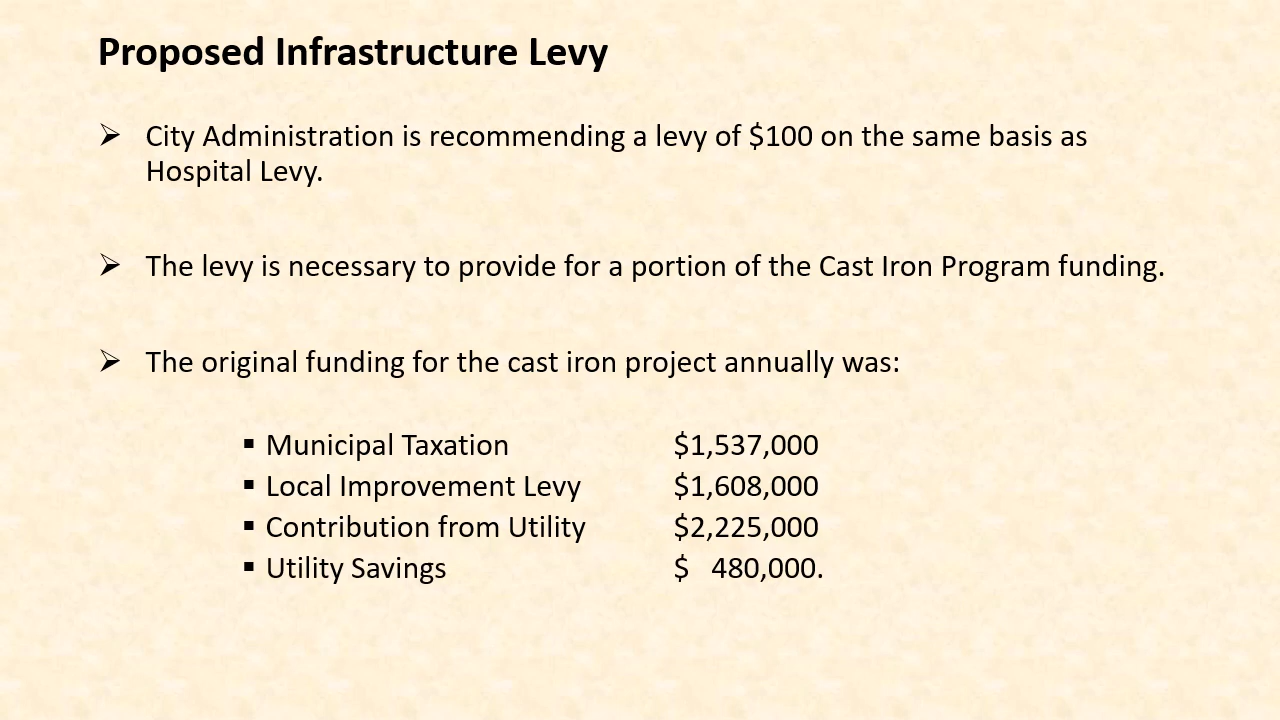 Proposed Infrastructure Levy
➢ City Administration is recommending a levy of $100 on the same basis as
Hospital Levy.
➢ The levy is necessary to provide for a portion of the Cast Iron Program funding.
➢ The original funding for the cast iron project annually was:
▪ Municipal Taxation $1,537,000
▪ Local Improvement Levy $1,608,000
▪ Contribution from Utility $2,225,000
▪ Utility Savings $ 480,000.